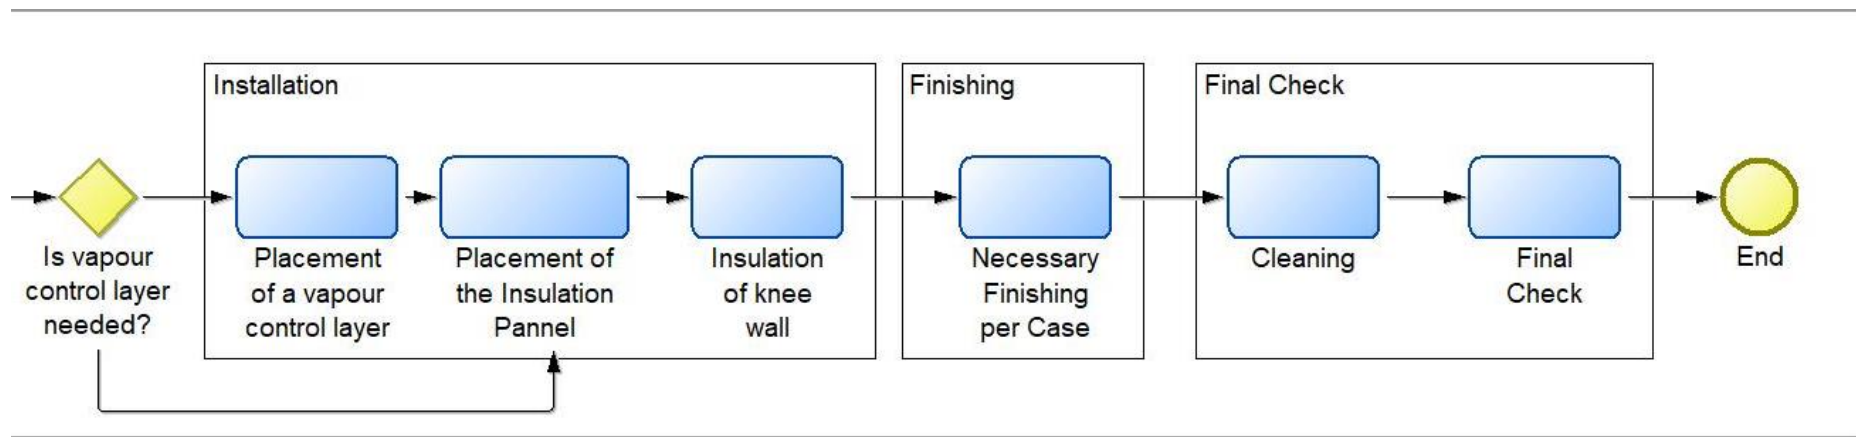 Installation
Finishing
Final Check
Is vapour
control layer
needed?
Placement
of a vapour
control layer
Placement of
the Insulation
Pannel
Insulation
of knee
wall
Necessary
Finishing
per Case
Cleaning
Final
Check
End